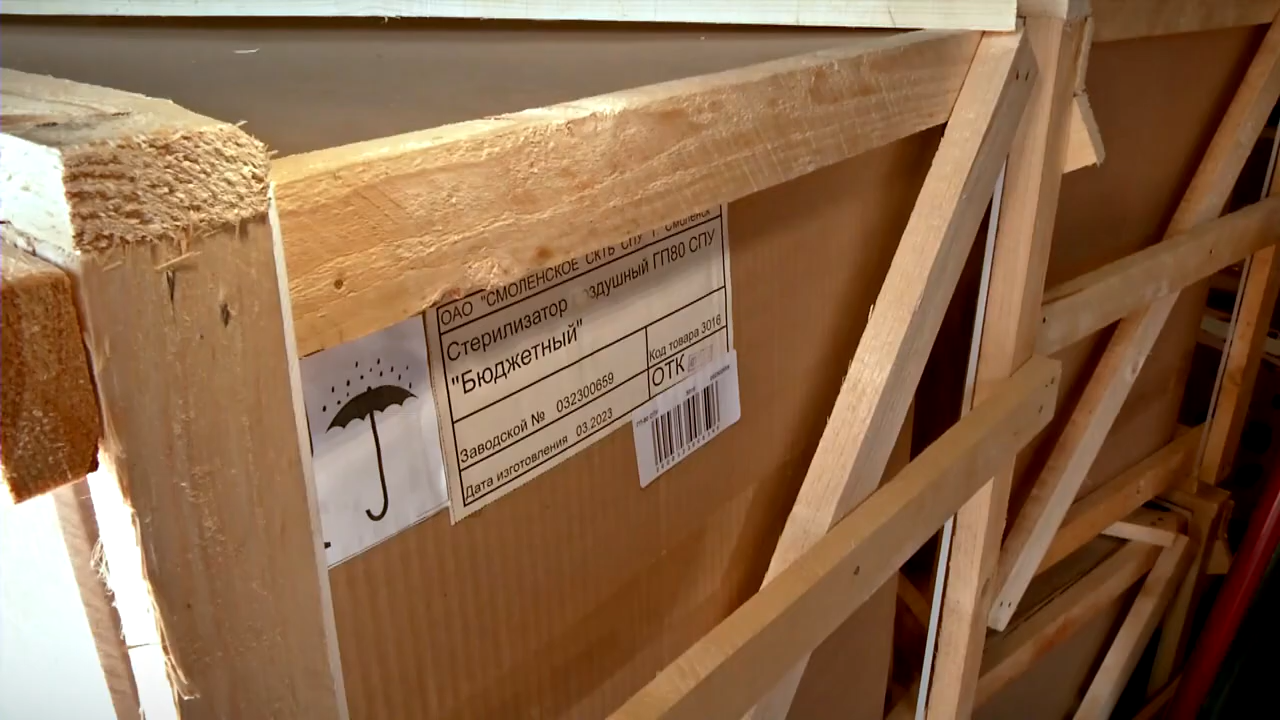 ОАО "СМОЛЕНСКОЕ СКТБ СПУ" г. Смоленск
Стерилизатор оздушный ГП80 СПУ
"Бюджетный"
Код товара 3016
Заводской № 032300659
ОТК
Дата изготовления 03.2023